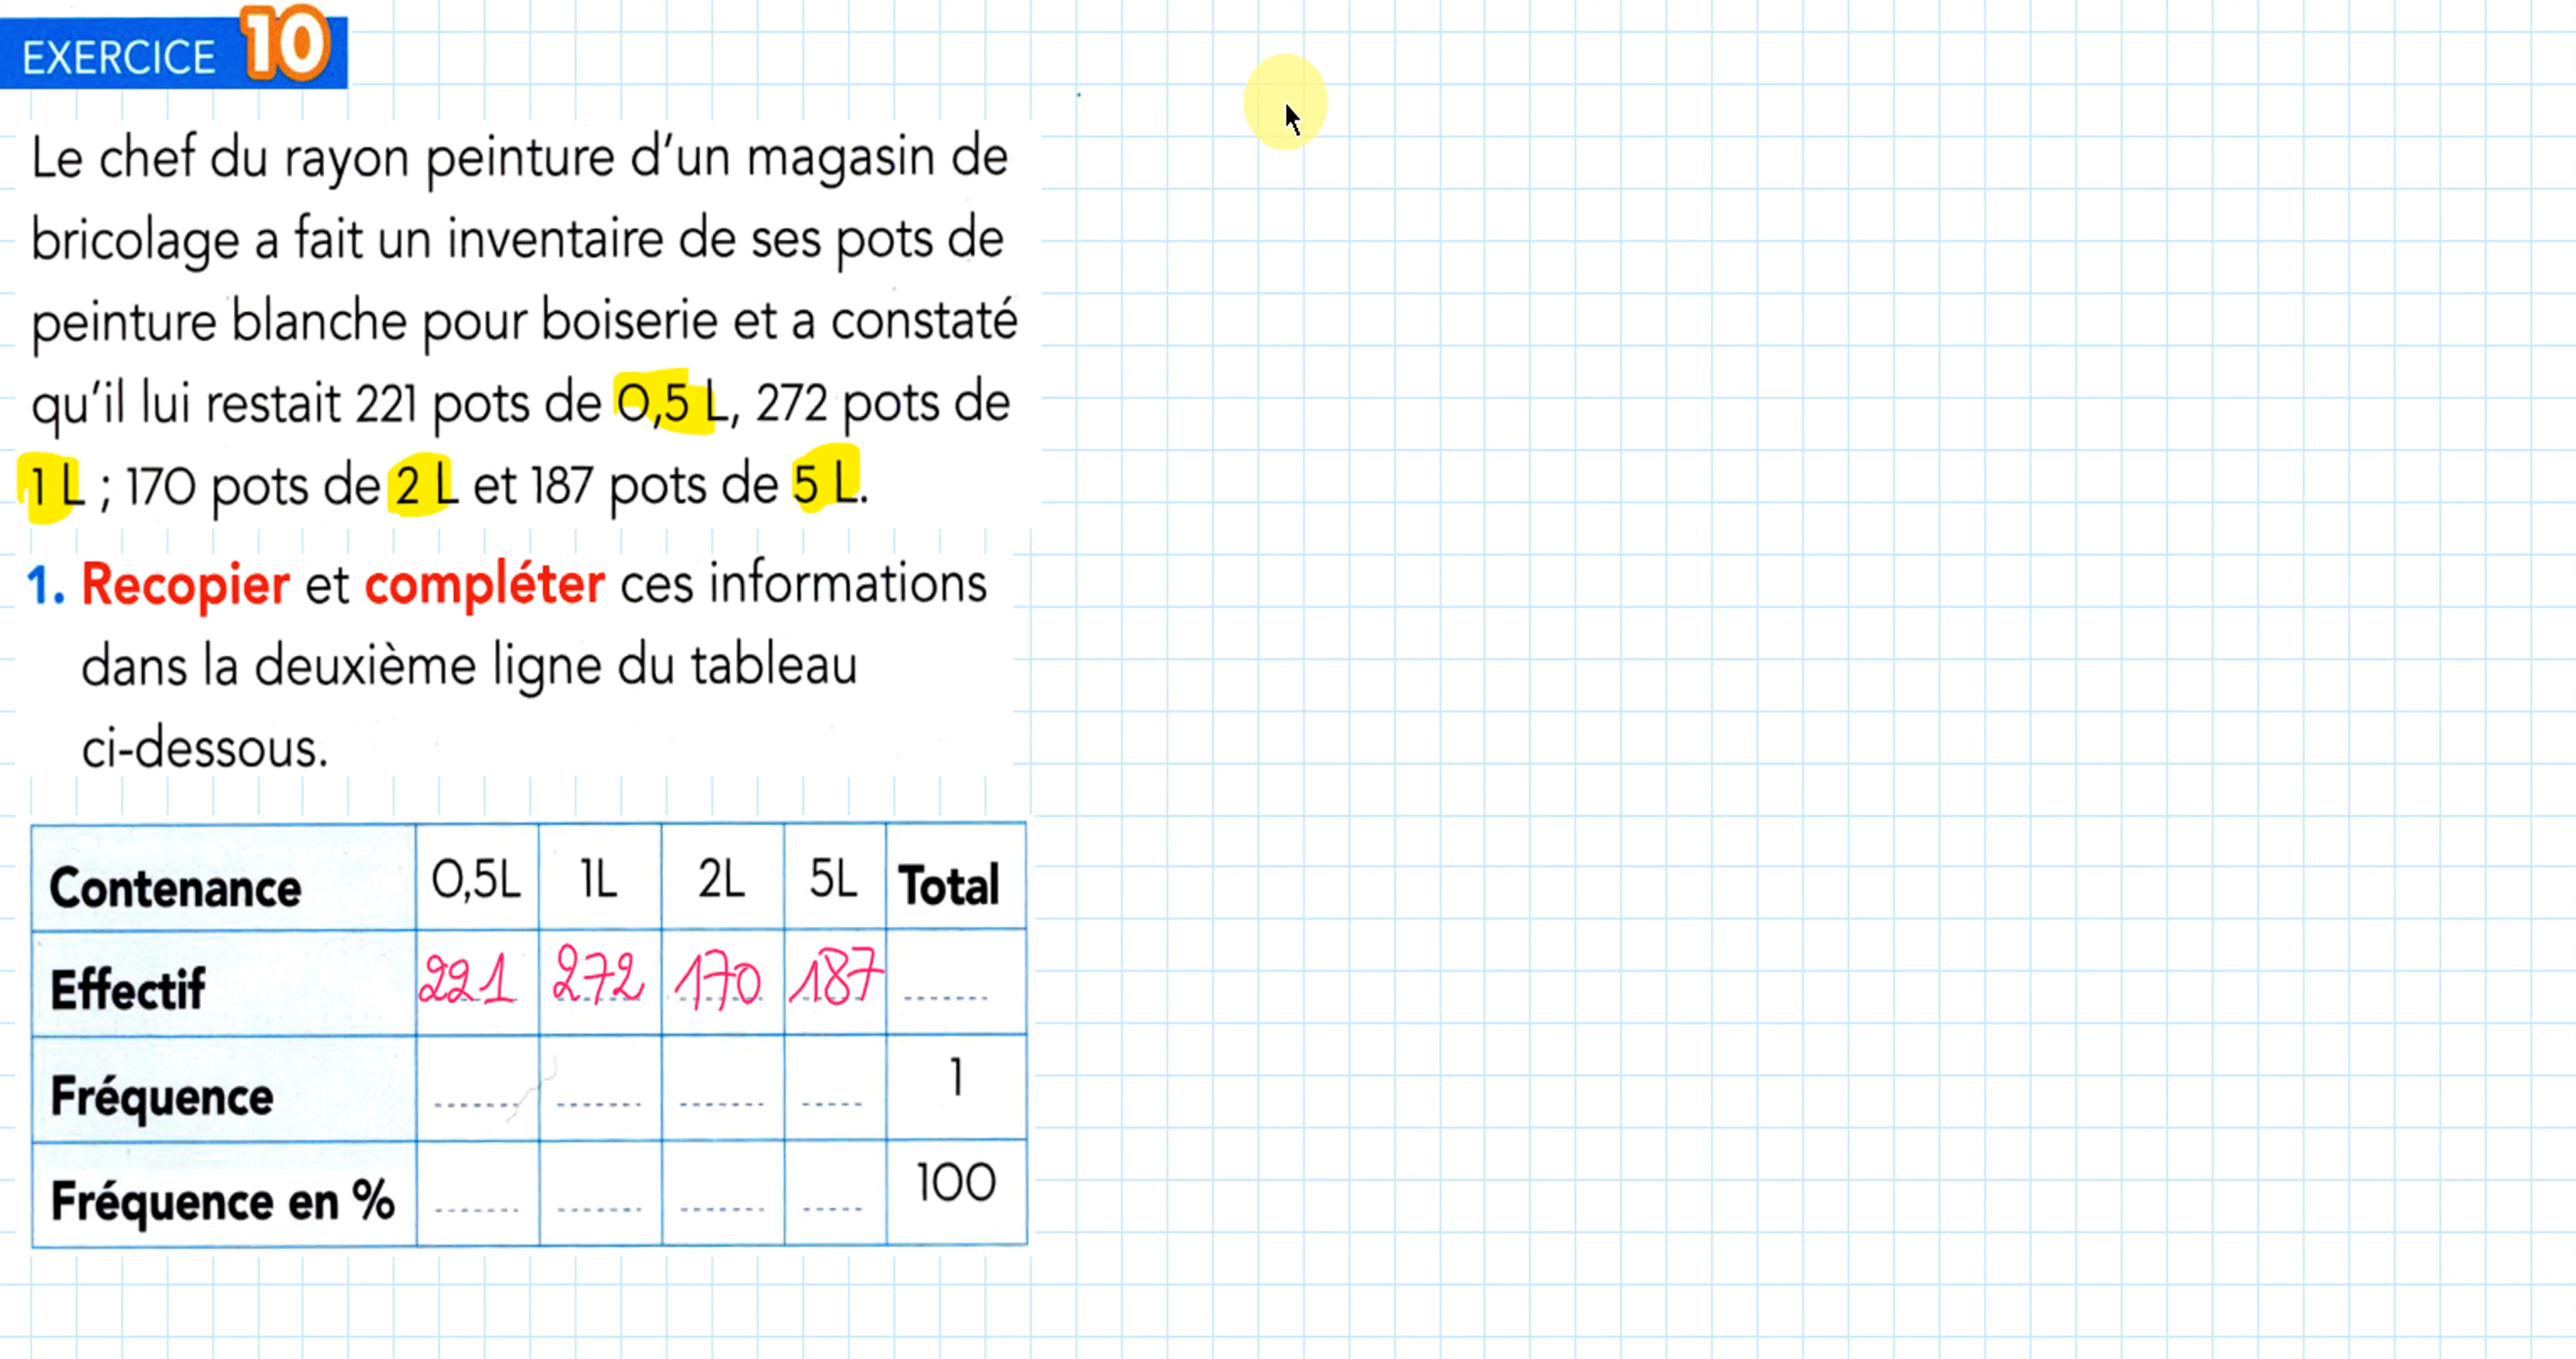 EXERCICE 10
Le chef du rayon peinture d'un magasin de
bricolage a fait un inventaire de ses pots de
peinture blanche pour boiserie et a constaté
qu'il lui restait 221 pots de 0,5 L, 272 pots de
1 L ; 170 pots de 2 L et 187 pots de 5 L.
1. Recopier et compléter ces informations
dans la deuxième ligne du tableau
ci-dessous.
Contenance 0,5L 1L 2L 5L Total
Effectif 221 272 170 187 ........
Fréquence ........ ........ ........ ...... 1
Fréquence en % ........ ........ ........ ...... 100